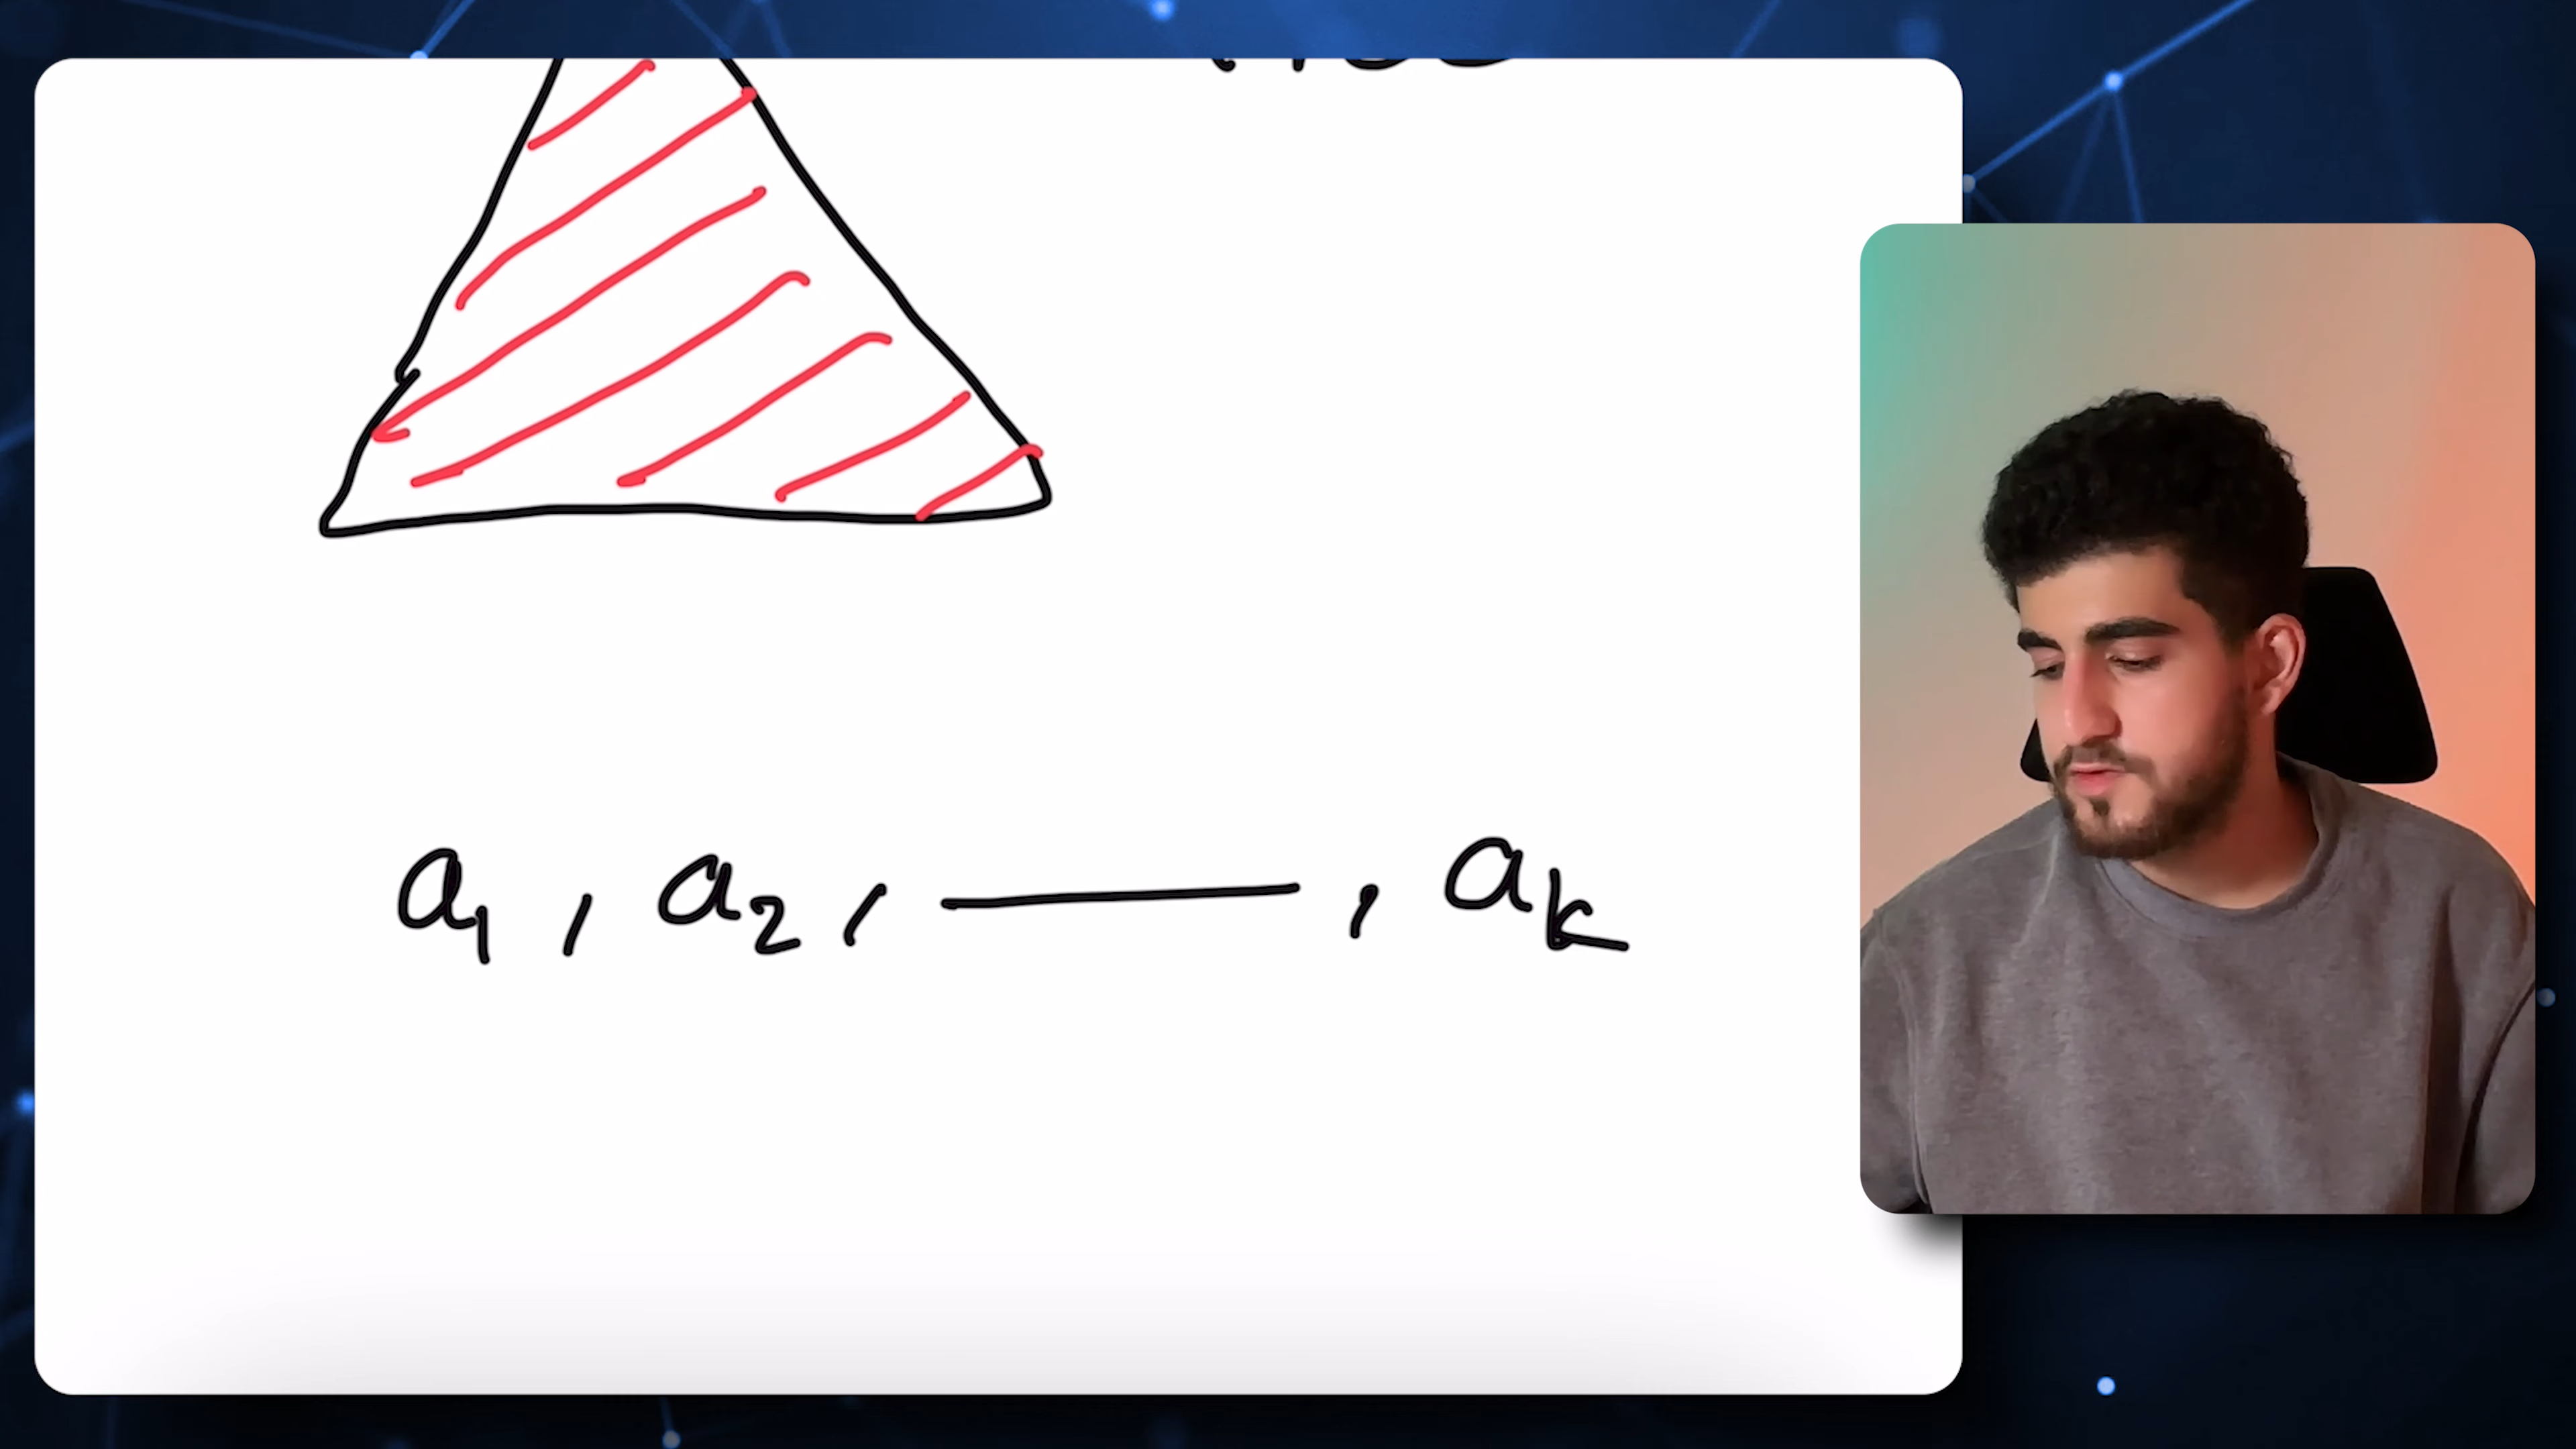 a₁, a₂, ———, aₖ